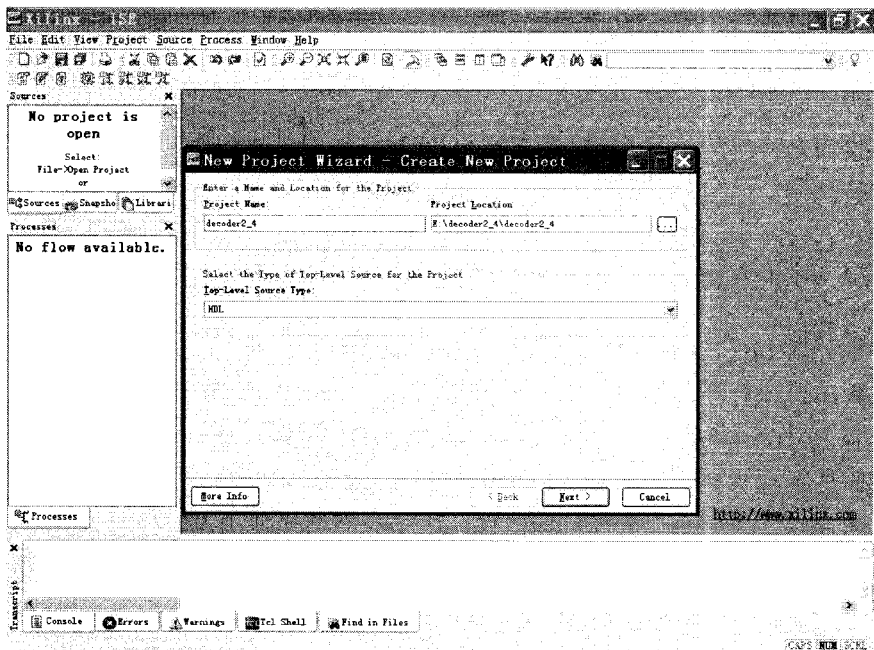 Xilinx - ISE
File Edit View Project Source Process Window Help
Sources
No project is
open
Select:
File->Open Project
or
Sources Snapsho Librari
Processes
No flow available.
Processes
New Project Wizard - Create New Project
Enter a Name and Location for the Project
Project Name: Project Location
decoder2_4 E:\decoder2_4\decoder2_4 ...
Select the Type of Top-Level Source for the Project
Top-Level Source Type:
HDL
More Info < Back Next > Cancel
http://www.xilinx.com
Transcript
Console Errors Warnings Tcl Shell Find in Files
CAPS NUM SCRL